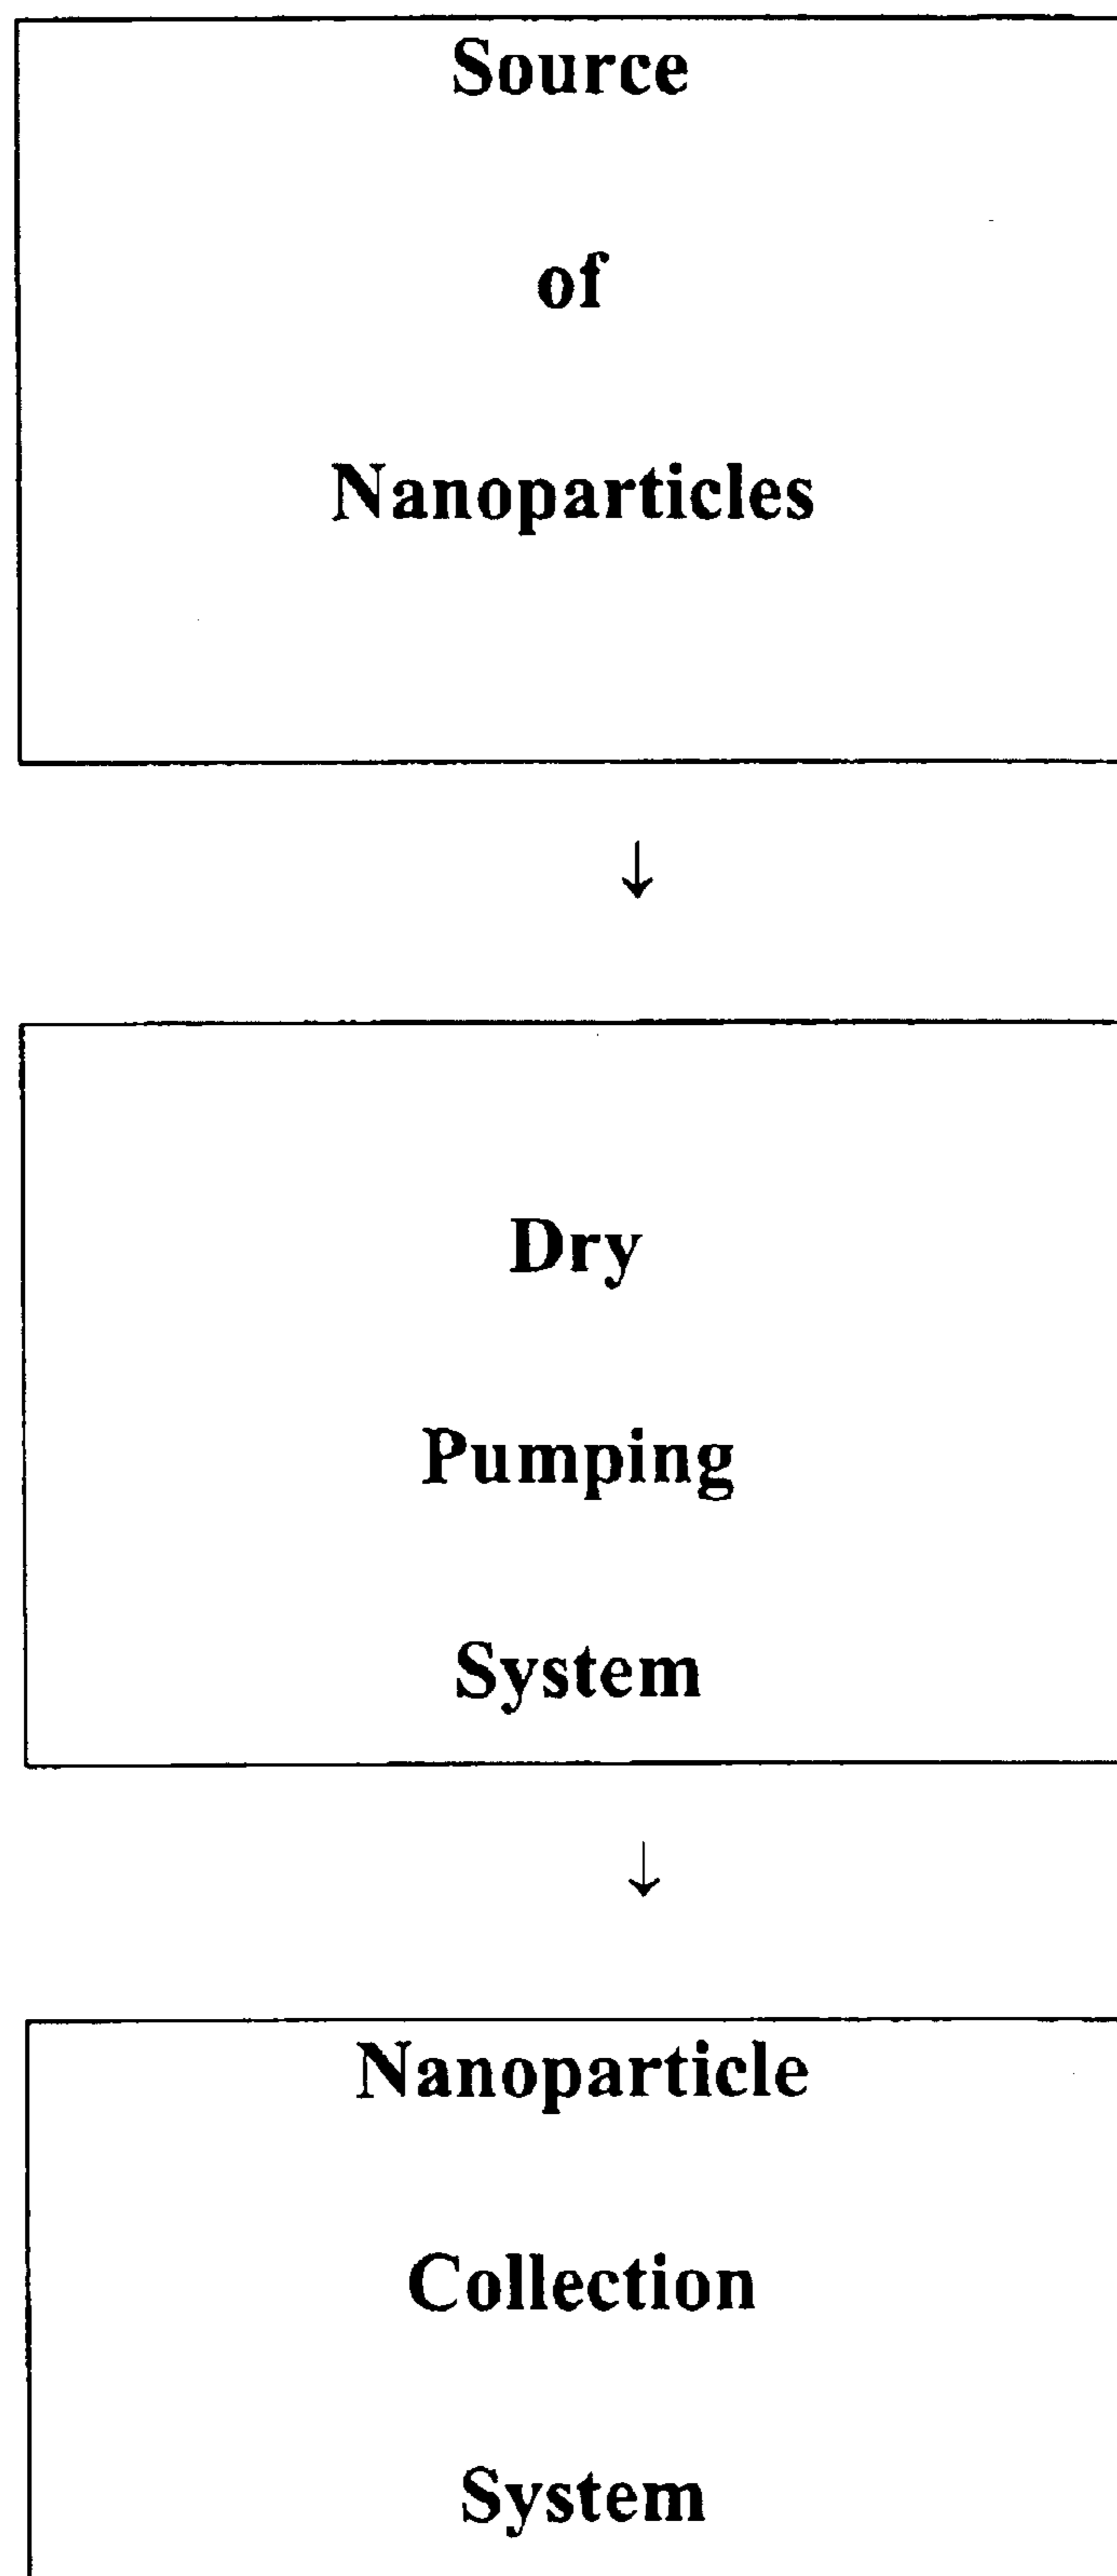 Source
of
Nanoparticles
↓
Dry
Pumping
System
↓
Nanoparticle
Collection
System